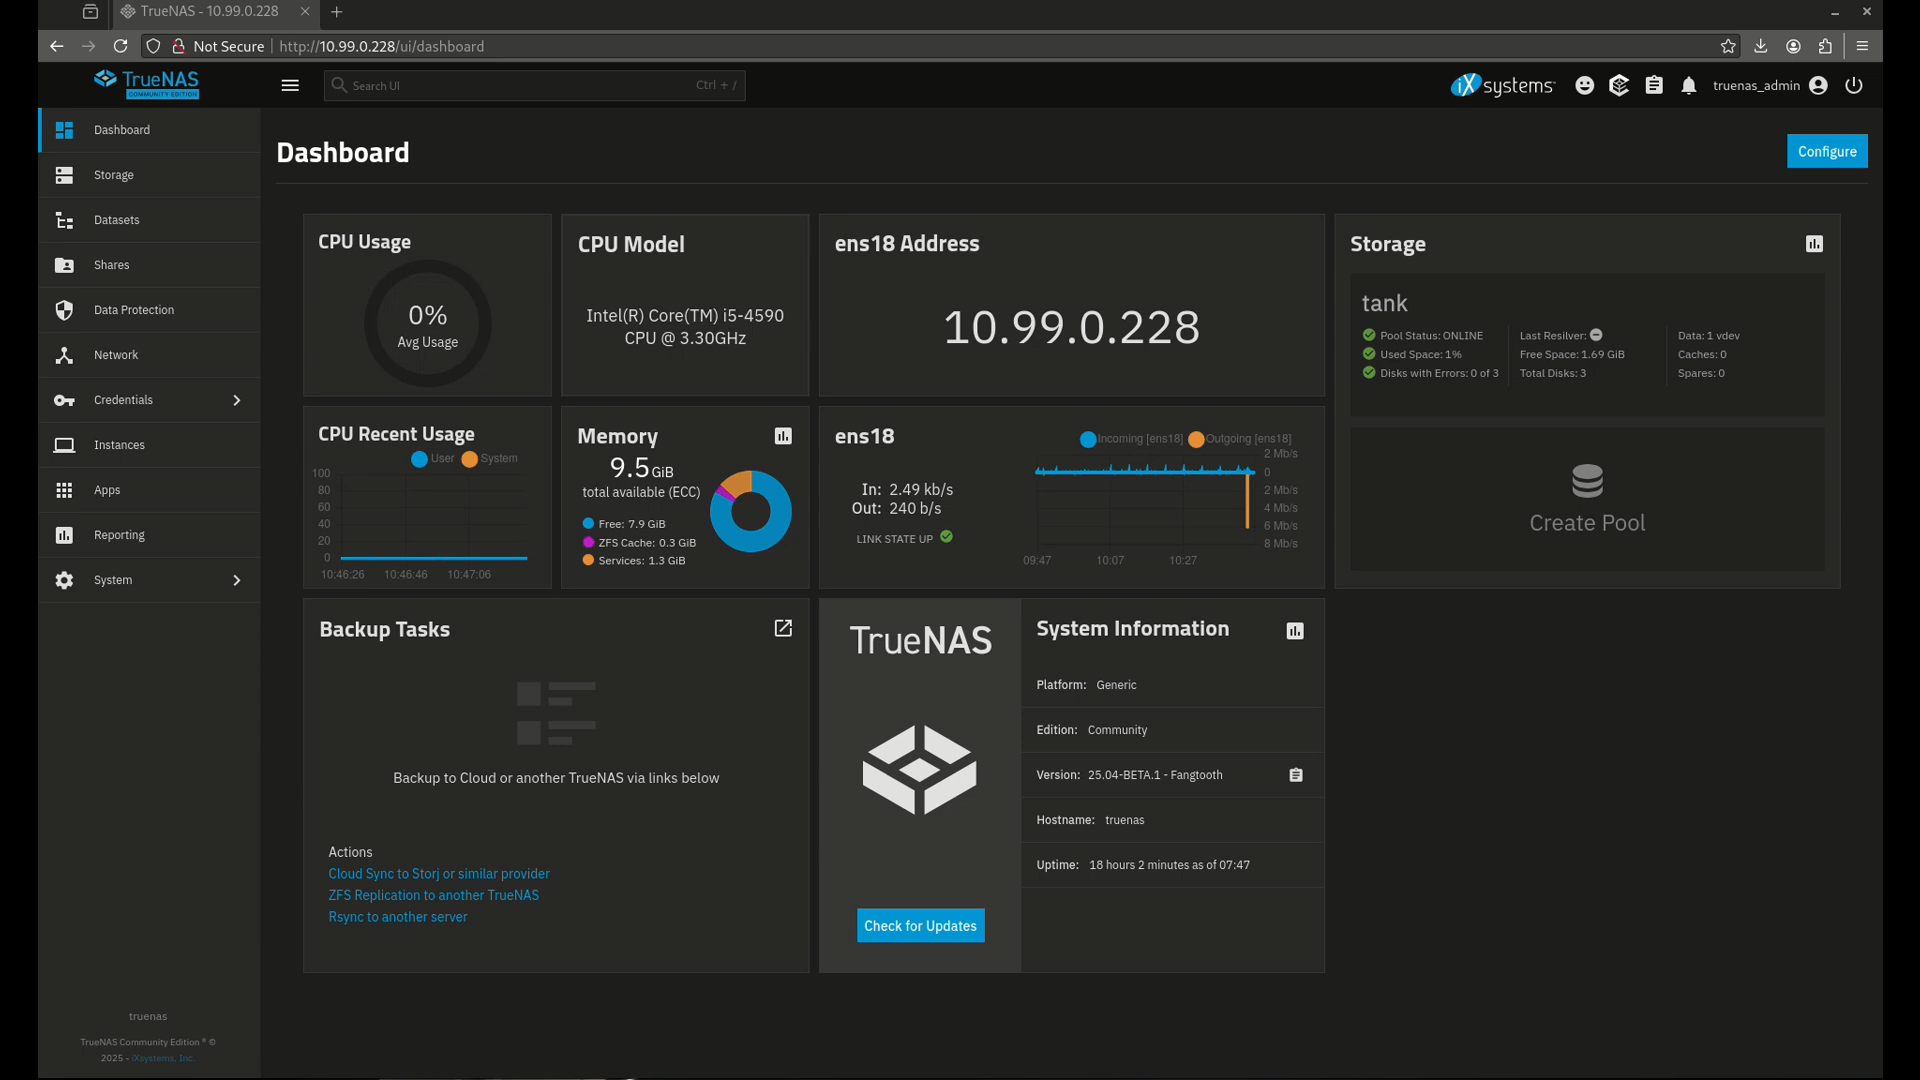 TrueNAS - 10.99.0.228
Not Secure
http://10.99.0.228/ui/dashboard
TrueNAS
COMMUNITY EDITION
Search UI
Ctrl + /
iXsystems
truenas_admin
Dashboard
Storage
Datasets
Shares
Data Protection
Network
Credentials
Instances
Apps
Reporting
System
truenas
TrueNAS Community Edition ® ©
2025 - iXsystems, Inc.
Dashboard
Configure
CPU Usage
0%
Avg Usage
CPU Model
Intel(R) Core(TM) i5-4590
CPU @ 3.30GHz
ens18 Address
10.99.0.228
Storage
tank
Pool Status: ONLINE
Used Space: 1%
Disks with Errors: 0 of 3
Last Resilver:
Free Space: 1.69 GiB
Total Disks: 3
Data: 1 vdev
Caches: 0
Spares: 0
Create Pool
CPU Recent Usage
User
System
100
80
60
40
20
0
10:46:26
10:46:46
10:47:06
Memory
9.5 GiB
total available (ECC)
Free: 7.9 GiB
ZFS Cache: 0.3 GiB
Services: 1.3 GiB
ens18
In: 2.49 kb/s
Out: 240 b/s
LINK STATE UP
Incoming [ens18]
Outgoing [ens18]
2 Mb/s
0
2 Mb/s
4 Mb/s
6 Mb/s
8 Mb/s
09:47
10:07
10:27
Backup Tasks
Backup to Cloud or another TrueNAS via links below
Actions
Cloud Sync to Storj or similar provider
ZFS Replication to another TrueNAS
Rsync to another server
TrueNAS
Check for Updates
System Information
Platform: Generic
Edition: Community
Version: 25.04-BETA.1 - Fangtooth
Hostname: truenas
Uptime: 18 hours 2 minutes as of 07:47